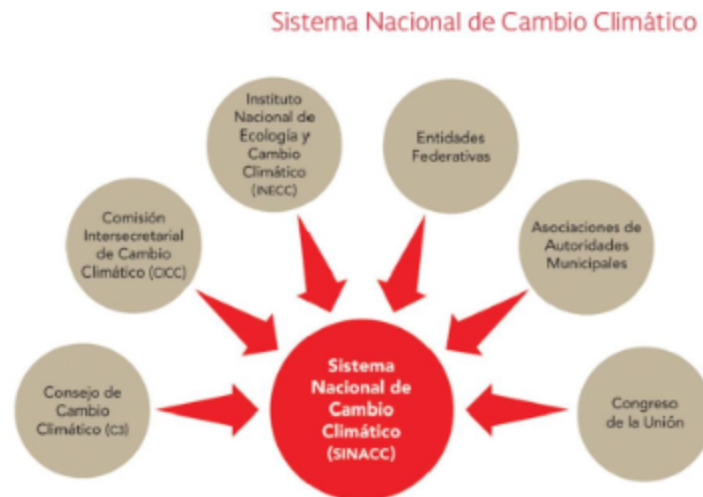 Sistema Nacional de Cambio Climático
Instituto
Nacional de
Ecología y
Cambio
Climático
(INECC)
Entidades
Federativas
Comisión
Intersecretarial
de Cambio
Climático (CICC)
Asociaciones de
Autoridades
Municipales
Consejo de
Cambio
Climático (C3)
Sistema
Nacional de
Cambio
Climático
(SINACC)
Congreso
de la Unión